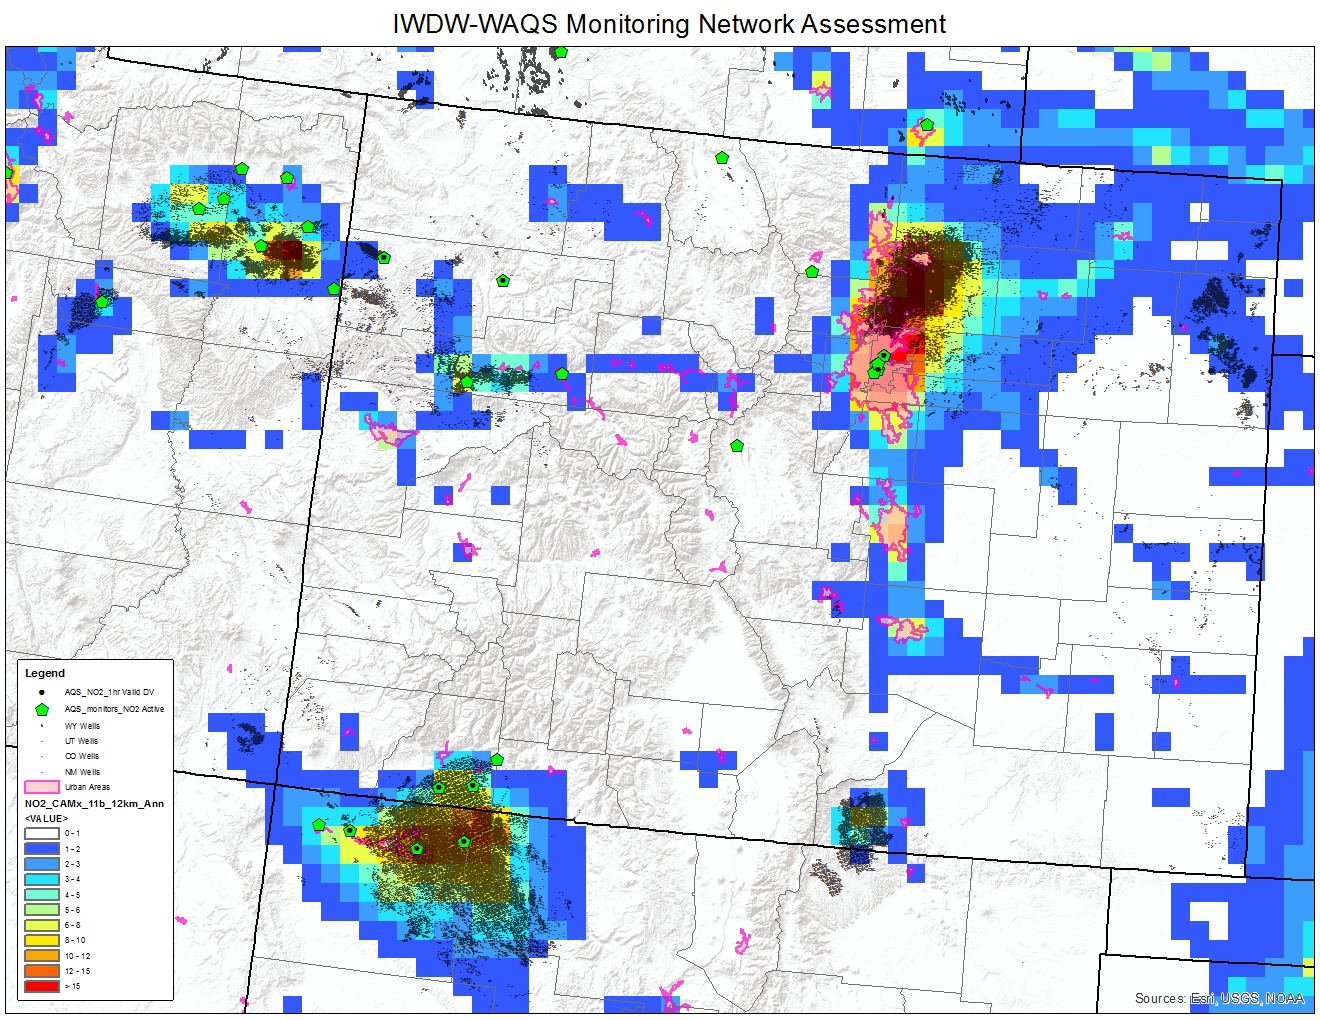 IWDW-WAQS Monitoring Network Assessment
Legend
AQS_NO2_1hr Valid DV
AQS_monitors_NO2 Active
WY Wells
UT Wells
CO Wells
NM Wells
Urban Areas
NO2_CAMx_11b_12km_Ann
<VALUE>
0 - 1
1 - 2
2 - 3
3 - 4
4 - 5
5 - 6
6 - 8
8 - 10
10 - 12
12 - 15
> 15
Sources: Esri, USGS, NOAA